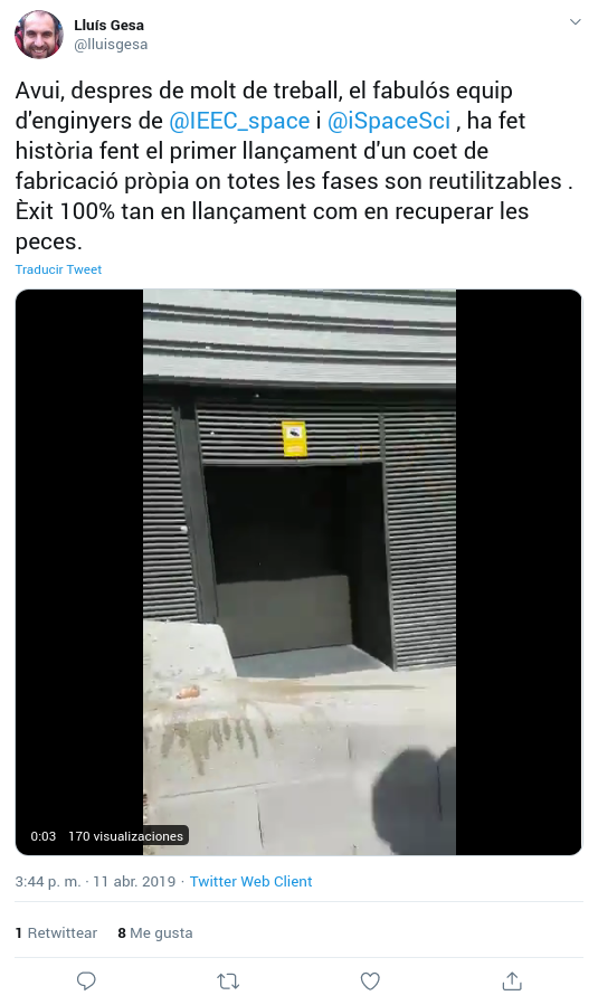 Lluís Gesa
@lluisgesa
Avui, despres de molt de treball, el fabulós equip
d'enginyers de @IEEC_space i @iSpaceSci , ha fet
història fent el primer llançament d'un coet de
fabricació pròpia on totes les fases son reutilitzables .
Èxit 100% tan en llançament com en recuperar les
peces.
Traducir Tweet
0:03 170 visualizaciones
3:44 p. m. · 11 abr. 2019 · Twitter Web Client
1 Retwittear 8 Me gusta